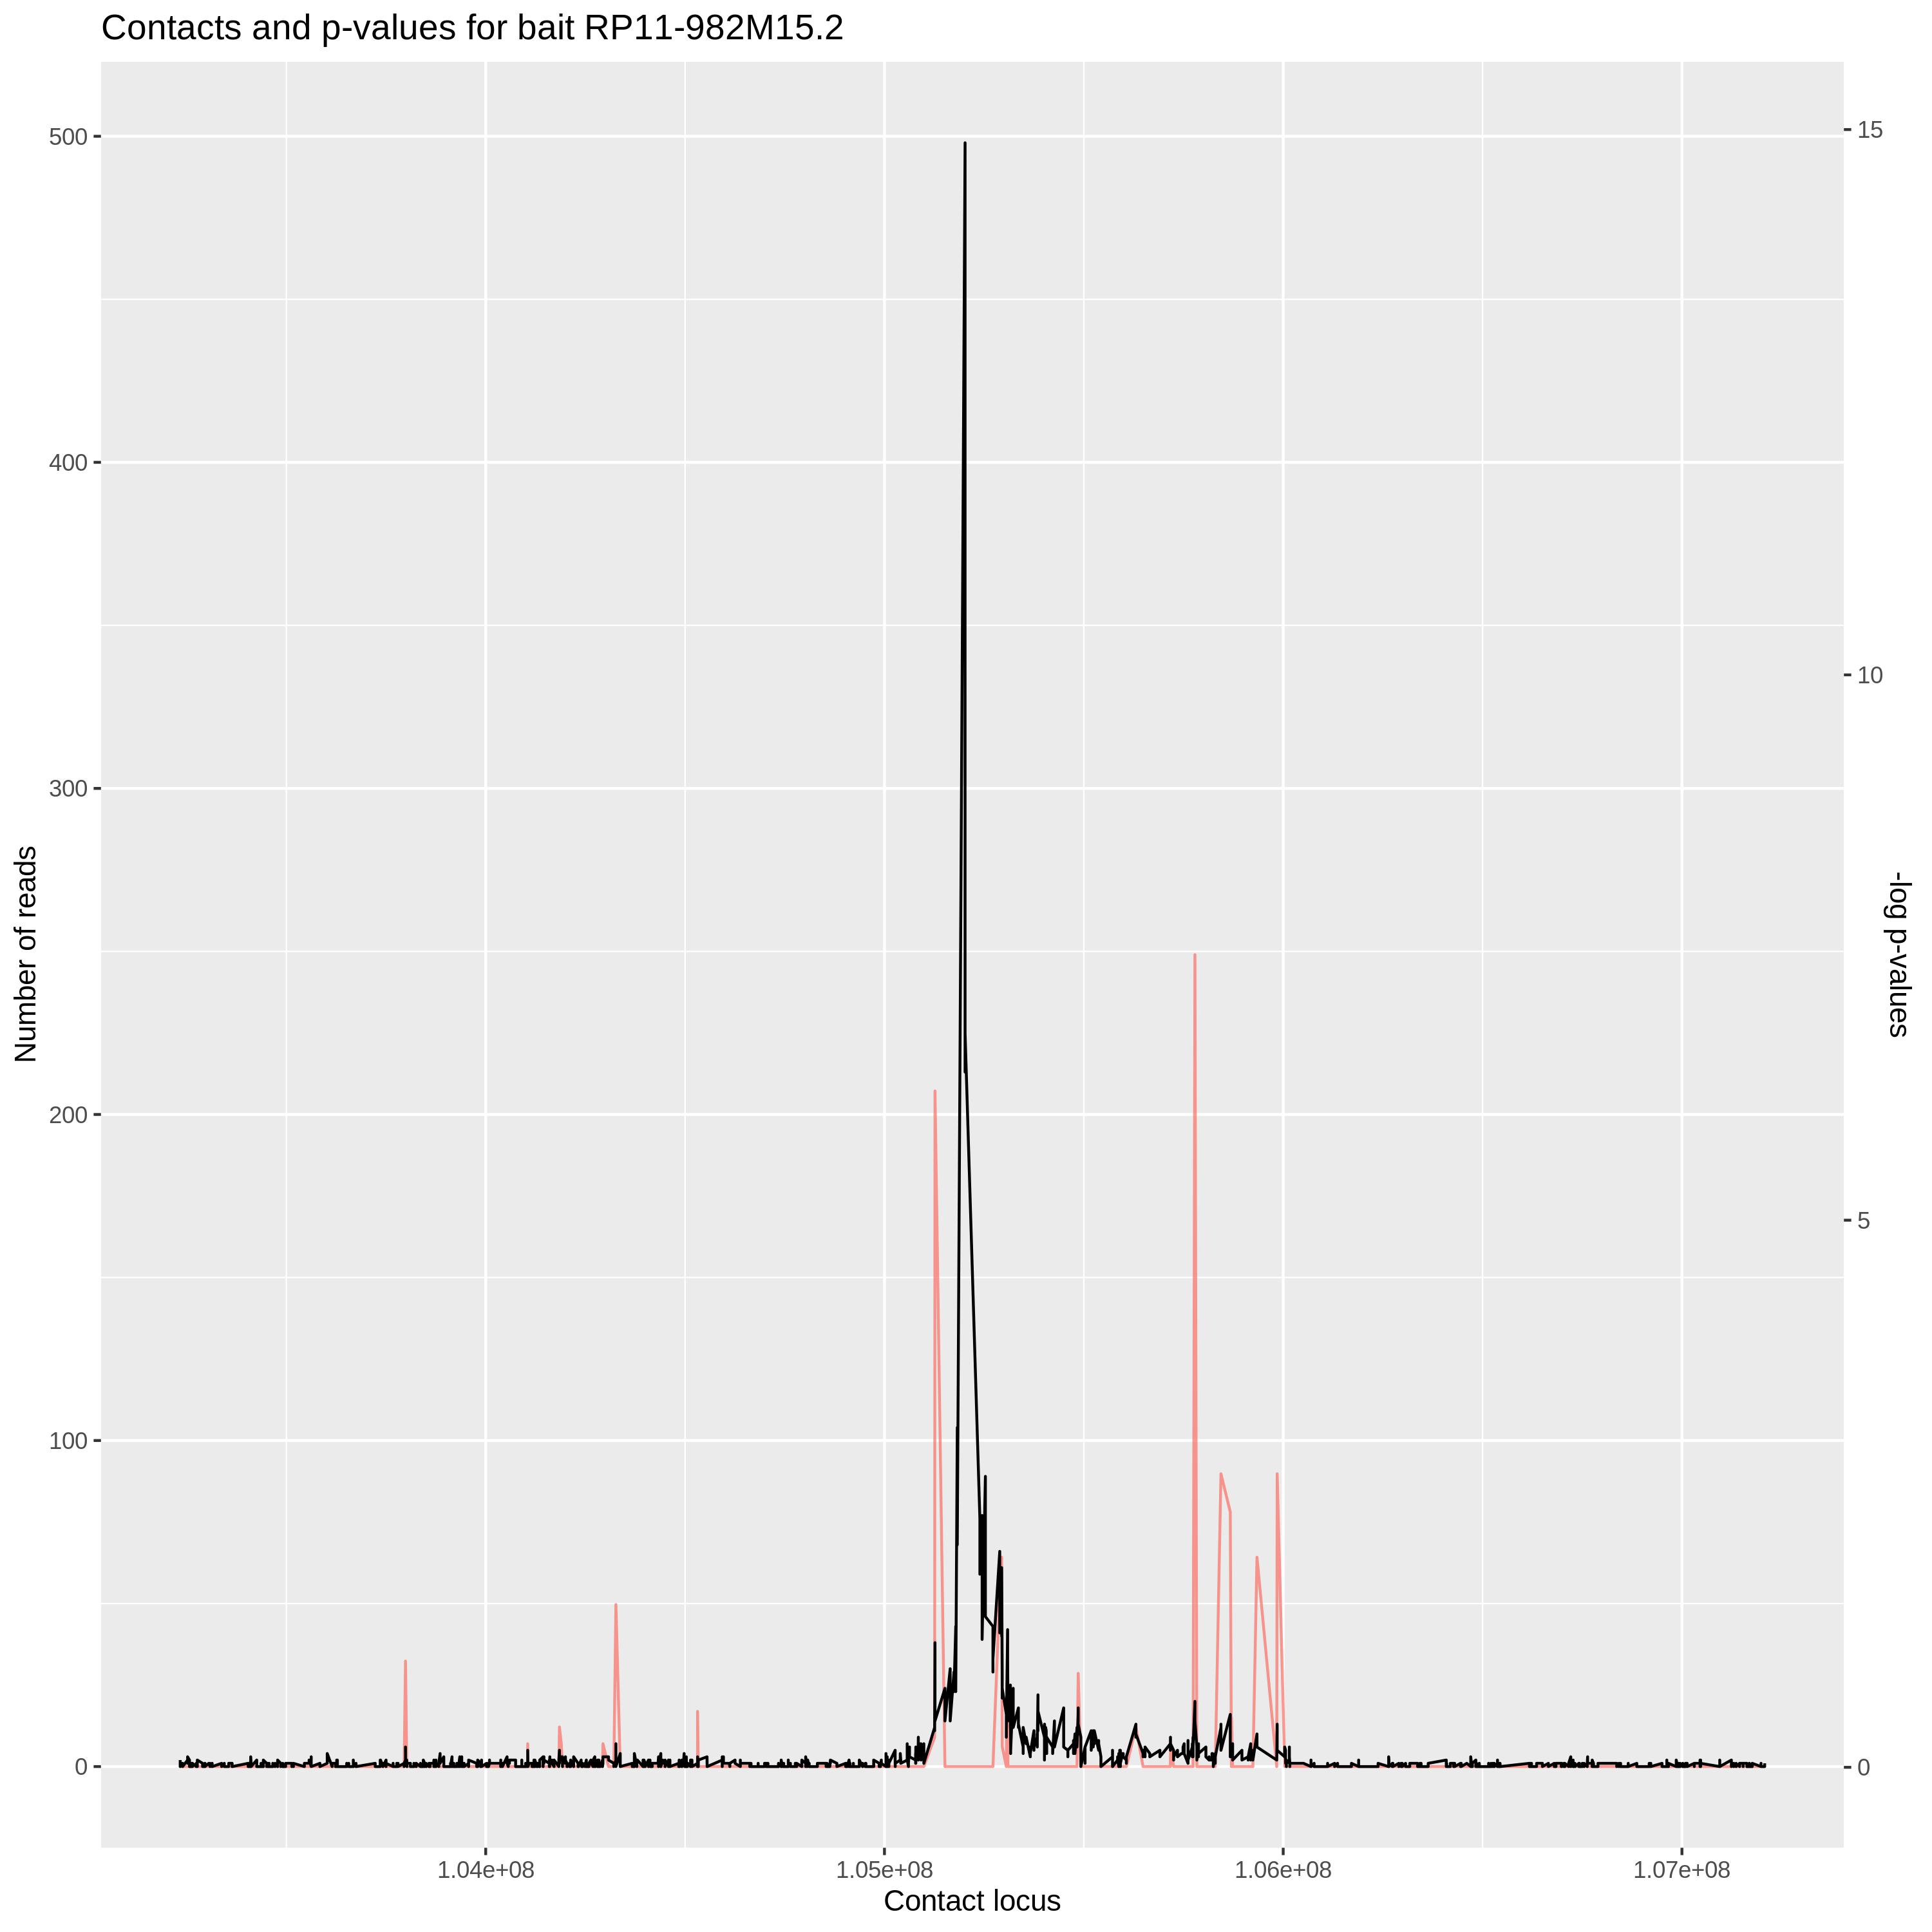 Contacts and p-values for bait RP11-982M15.2
500
400
300
200
100
0
Number of reads
15
10
5
0
-log p-values
1.04e+08
1.05e+08
1.06e+08
1.07e+08
Contact locus